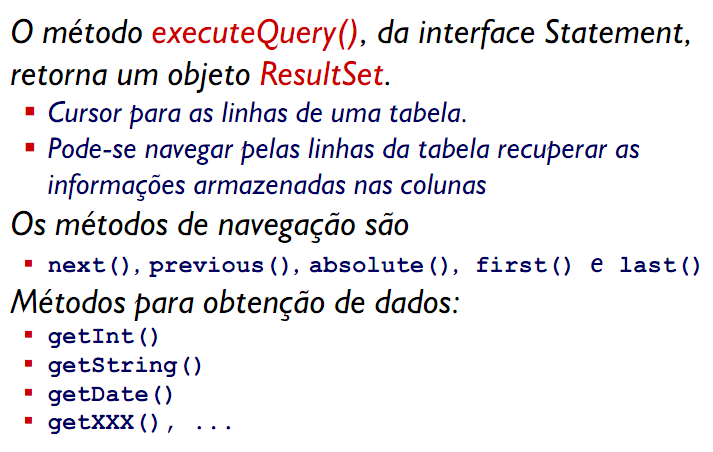 O método executeQuery(), da interface Statement,
retorna um objeto ResultSet.
▪ Cursor para as linhas de uma tabela.
▪ Pode-se navegar pelas linhas da tabela recuperar as
informações armazenadas nas colunas
Os métodos de navegação são
▪ next(), previous(), absolute(), first() e last()
Métodos para obtenção de dados:
▪ getInt()
▪ getString()
▪ getDate()
▪ getXXX(), ...